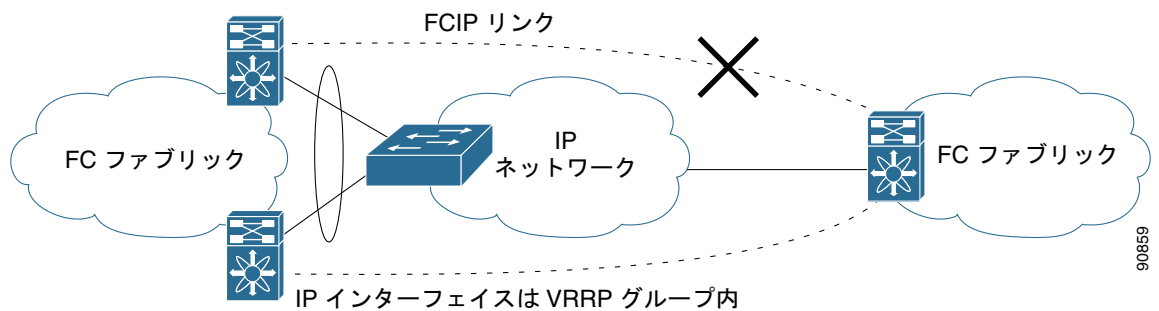 FCIP リンク
FC ファブリック
IP
ネットワーク
FC ファブリック
IP インターフェイスは VRRP グループ内
90859